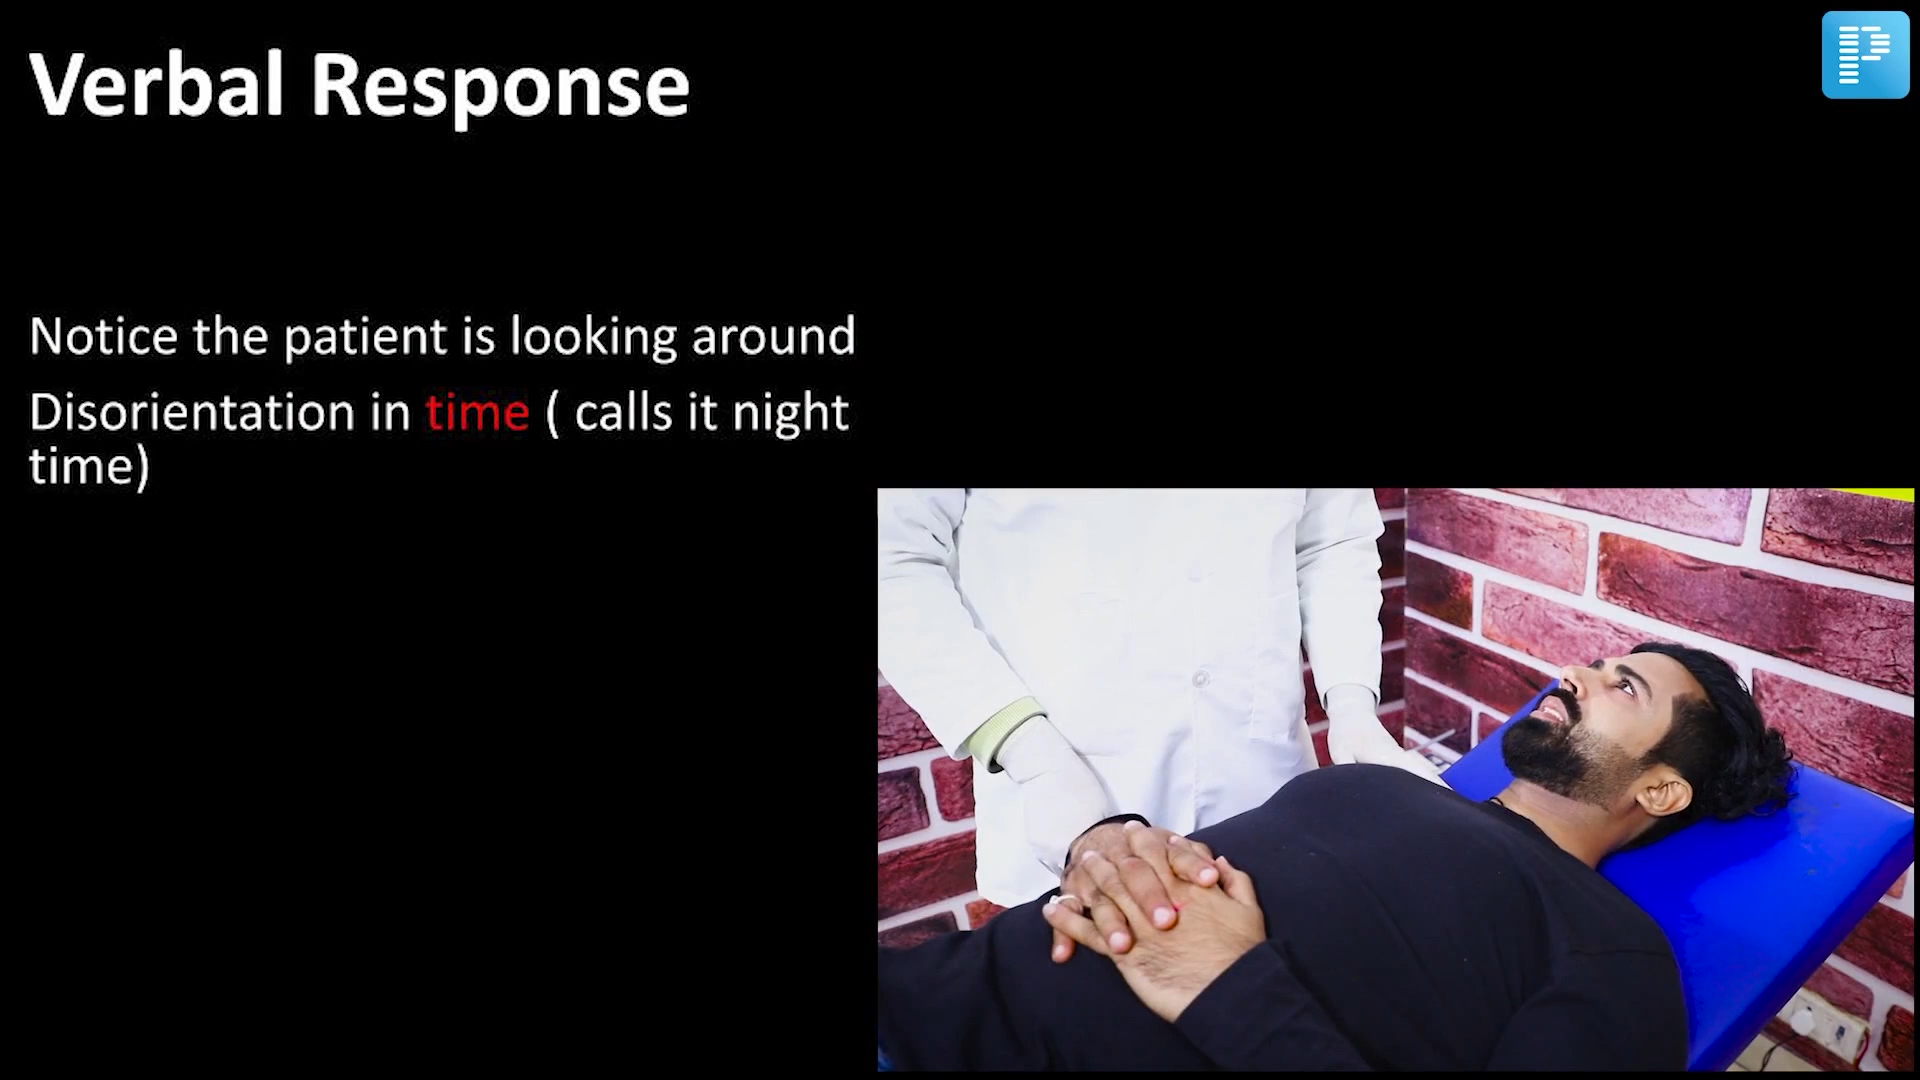 Verbal Response
Notice the patient is looking around
Disorientation in time ( calls it night
time)